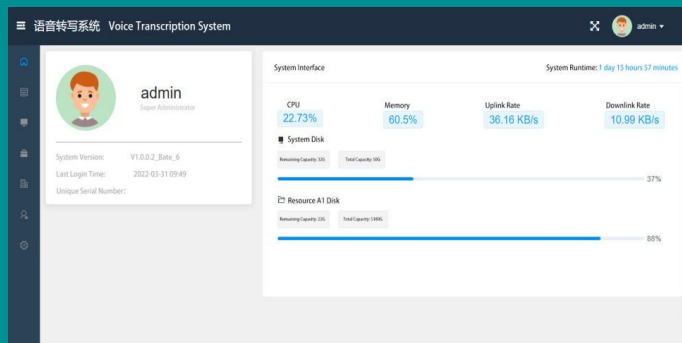 语音转写系统 Voice Transcription System
admin
admin
Super Administrator
System Version: V1.0.0.2_Bate_6
Last Login Time: 2022-03-31 09:49
Unique Serial Number:
System Interface
System Runtime: 1 day 13 hours 57 minutes
CPU Memory Uplink Rate Downlink Rate
22.73% 60.5% 36.16 KB/s 10.99 KB/s
System Disk
Remaining Capacity: 32G Total Capacity: 50G
37%
Resource A1 Disk
Remaining Capacity: 22G
88%